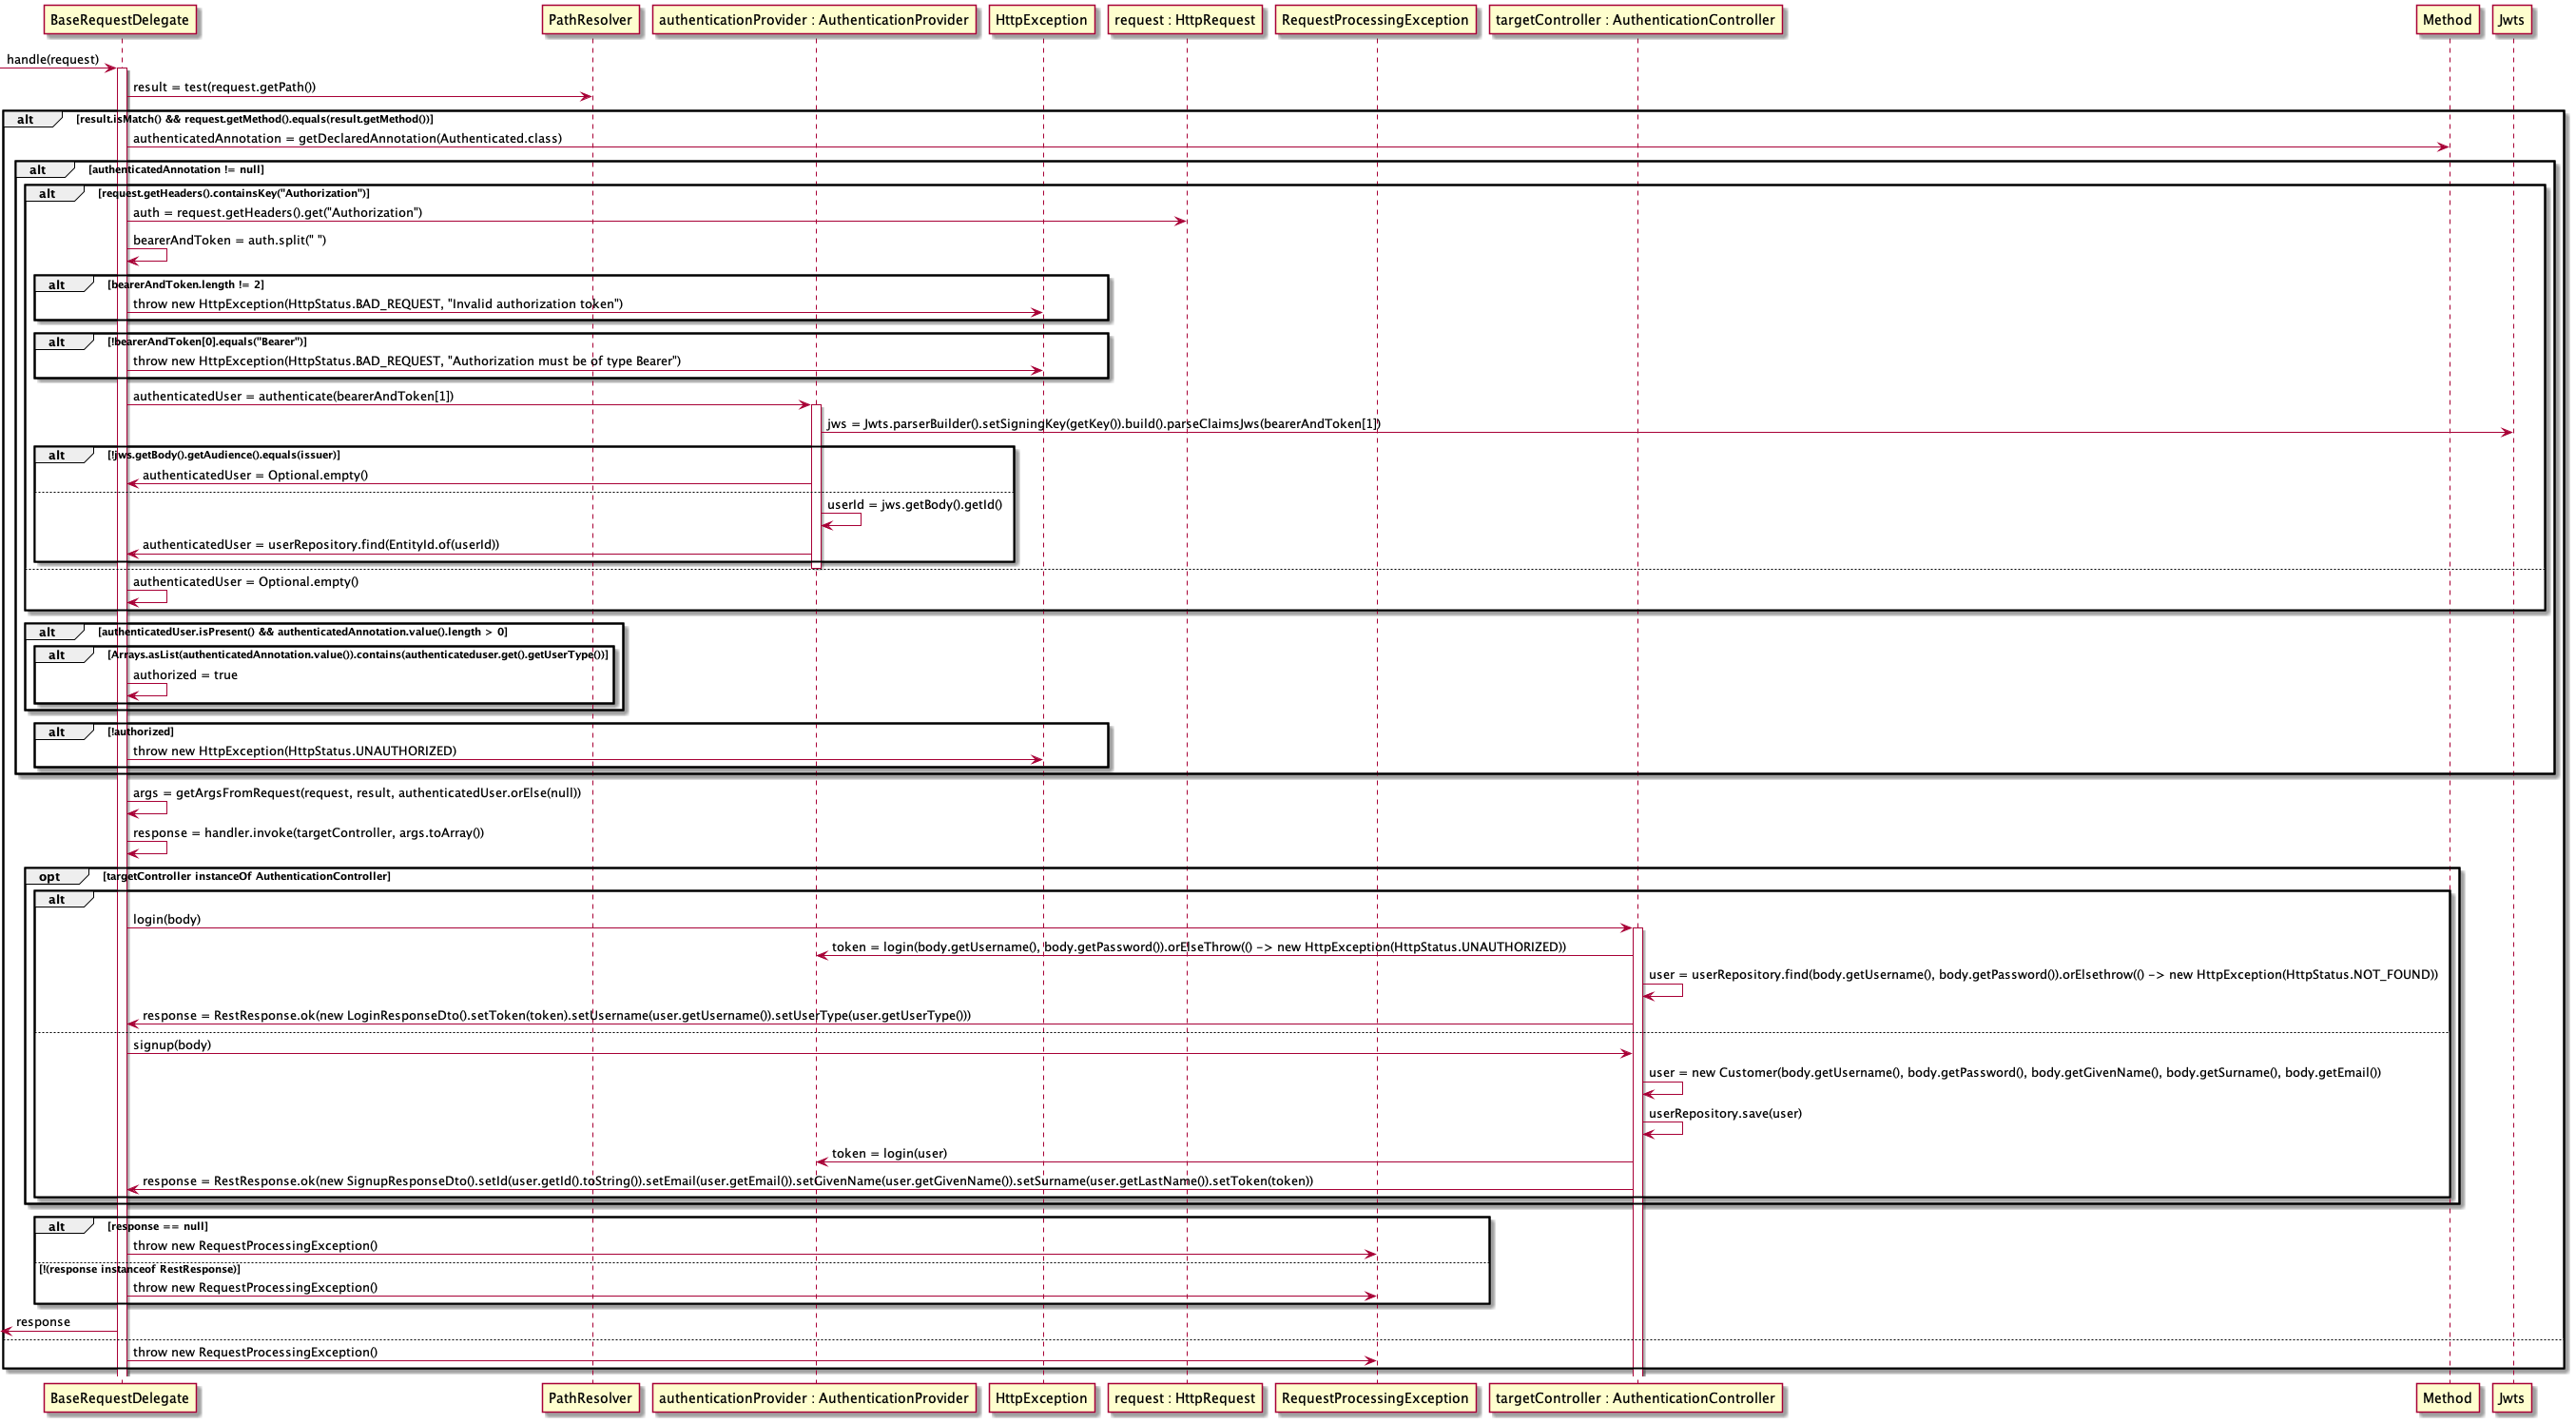 BaseRequestDelegate
PathResolver
authenticationProvider : AuthenticationProvider
HttpException
request : HttpRequest
RequestProcessingException
targetController : AuthenticationController
Method
Jwts
handle(request)
result = test(request.getPath())
alt [result.isMatch() && request.getMethod().equals(result.getMethod())]
authenticatedAnnotation = getDeclaredAnnotation(Authenticated.class)
alt [authenticatedAnnotation != null]
alt [request.getHeaders().containsKey("Authorization")]
auth = request.getHeaders().get("Authorization")
bearerAndToken = auth.split(" ")
alt [bearerAndToken.length != 2]
throw new HttpException(HttpStatus.BAD_REQUEST, "Invalid authorization token")
alt [!bearerAndToken[0].equals("Bearer")]
throw new HttpException(HttpStatus.BAD_REQUEST, "Authorization must be of type Bearer")
authenticatedUser = authenticate(bearerAndToken[1])
jws = Jwts.parserBuilder().setSigningKey(getKey()).build().parseClaimsJws(bearerAndToken[1])
alt [!jws.getBody().getAudience().equals(issuer)]
authenticatedUser = Optional.empty()
userId = jws.getBody().getId()
authenticatedUser = userRepository.find(EntityId.of(userId))
authenticatedUser = Optional.empty()
alt [authenticatedUser.isPresent() && authenticatedAnnotation.value().length > 0]
alt [Arrays.asList(authenticatedAnnotation.value()).contains(authenticateduser.get().getUserType())]
authorized = true
alt [!authorized]
throw new HttpException(HttpStatus.UNAUTHORIZED)
args = getArgsFromRequest(request, result, authenticatedUser.orElse(null))
response = handler.invoke(targetController, args.toArray())
opt [targetController instanceOf AuthenticationController]
alt
login(body)
token = login(body.getUsername(), body.getPassword()).orElseThrow(() -> new HttpException(HttpStatus.UNAUTHORIZED))
user = userRepository.find(body.getUsername(), body.getPassword()).orElsethrow(() -> new HttpException(HttpStatus.NOT_FOUND))
response = RestResponse.ok(new LoginResponseDto().setToken(token).setUsername(user.getUsername()).setUserType(user.getUserType()))
signup(body)
user = new Customer(body.getUsername(), body.getPassword(), body.getGivenName(), body.getSurname(), body.getEmail())
userRepository.save(user)
token = login(user)
response = RestResponse.ok(new SignupResponseDto().setId(user.getId().toString()).setEmail(user.getEmail()).setGivenName(user.getGivenName()).setSurname(user.getLastName()).setToken(token))
alt [response == null]
throw new RequestProcessingException()
[!(response instanceof RestResponse)]
throw new RequestProcessingException()
response
throw new RequestProcessingException()
BaseRequestDelegate
PathResolver
authenticationProvider : AuthenticationProvider
HttpException
request : HttpRequest
RequestProcessingException
targetController : AuthenticationController
Method
Jwts